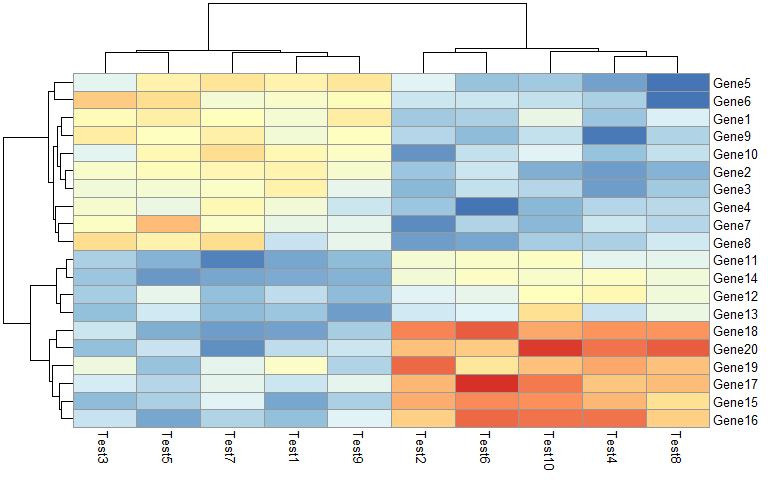 Gene5
Gene6
Gene1
Gene9
Gene10
Gene2
Gene3
Gene4
Gene7
Gene8
Gene11
Gene14
Gene12
Gene13
Gene18
Gene20
Gene19
Gene17
Gene15
Gene16
Test3 Test5 Test7 Test1 Test9 Test2 Test6 Test10 Test4 Test8